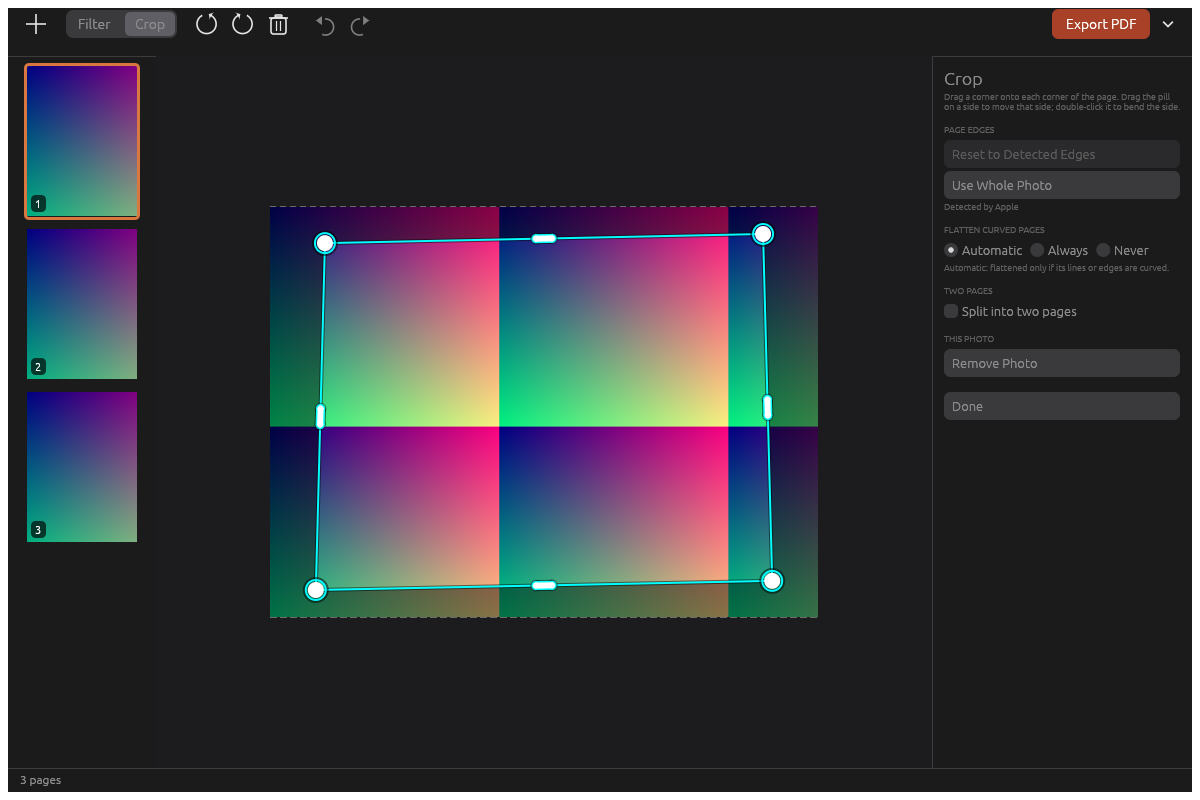 Filter
Crop
Export PDF
1
2
3
Crop
Drag a corner onto each corner of the page. Drag the pill
on a side to move that side; double-click it to bend the side.
PAGE EDGES
Reset to Detected Edges
Use Whole Photo
Detected by Apple
FLATTEN CURVED PAGES
Automatic Always Never
Automatic: flattened only if its lines or edges are curved.
TWO PAGES
Split into two pages
THIS PHOTO
Remove Photo
Done
3 pages